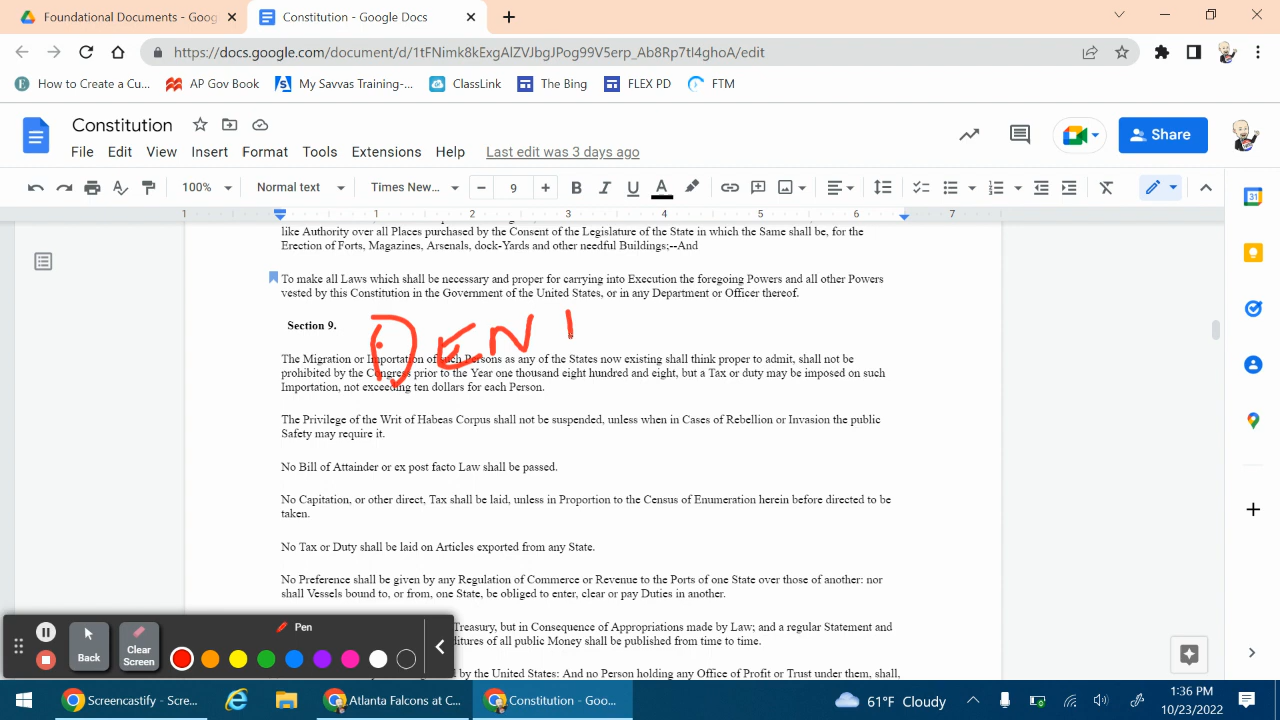 Foundational Documents - Goog
Constitution - Google Docs
https://docs.google.com/document/d/1tFNimk8kExgAlZVJbgJPog99V5erp_Ab8Rp7tl4ghoA/edit
How to Create a Cu...
AP Gov Book
My Savvas Training-...
ClassLink
The Bing
FLEX PD
FTM
Constitution
File Edit View Insert Format Tools Extensions Help Last edit was 3 days ago
Share
100% Normal text Times New... 9 B I U A
1 1 2 3 4 5 6 7
like Authority over all Places purchased by the Consent of the Legislature of the State in which the Same shall be, for the
Erection of Forts, Magazines, Arsenals, dock-Yards and other needful Buildings;--And
To make all Laws which shall be necessary and proper for carrying into Execution the foregoing Powers and all other Powers
vested by this Constitution in the Government of the United States, or in any Department or Officer thereof.
Section 9.
DENI
The Migration or Importation of such Persons as any of the States now existing shall think proper to admit, shall not be
prohibited by the Congress prior to the Year one thousand eight hundred and eight, but a Tax or duty may be imposed on such
Importation, not exceeding ten dollars for each Person.
The Privilege of the Writ of Habeas Corpus shall not be suspended, unless when in Cases of Rebellion or Invasion the public
Safety may require it.
No Bill of Attainder or ex post facto Law shall be passed.
No Capitation, or other direct, Tax shall be laid, unless in Proportion to the Census of Enumeration herein before directed to be
taken.
No Tax or Duty shall be laid on Articles exported from any State.
No Preference shall be given by any Regulation of Commerce or Revenue to the Ports of one State over those of another: nor
shall Vessels bound to, or from, one State, be obliged to enter, clear or pay Duties in another.
Treasury, but in Consequence of Appropriations made by Law; and a regular Statement and
ditures of all public Money shall be published from time to time.
by the United States: And no Person holding any Office of Profit or Trust under them, shall,
Pen
Back
Clear
Screen
31
Screencastify - Scre...
Atlanta Falcons at C...
Constitution - Goo...
61°F Cloudy
1:36 PM
10/23/2022